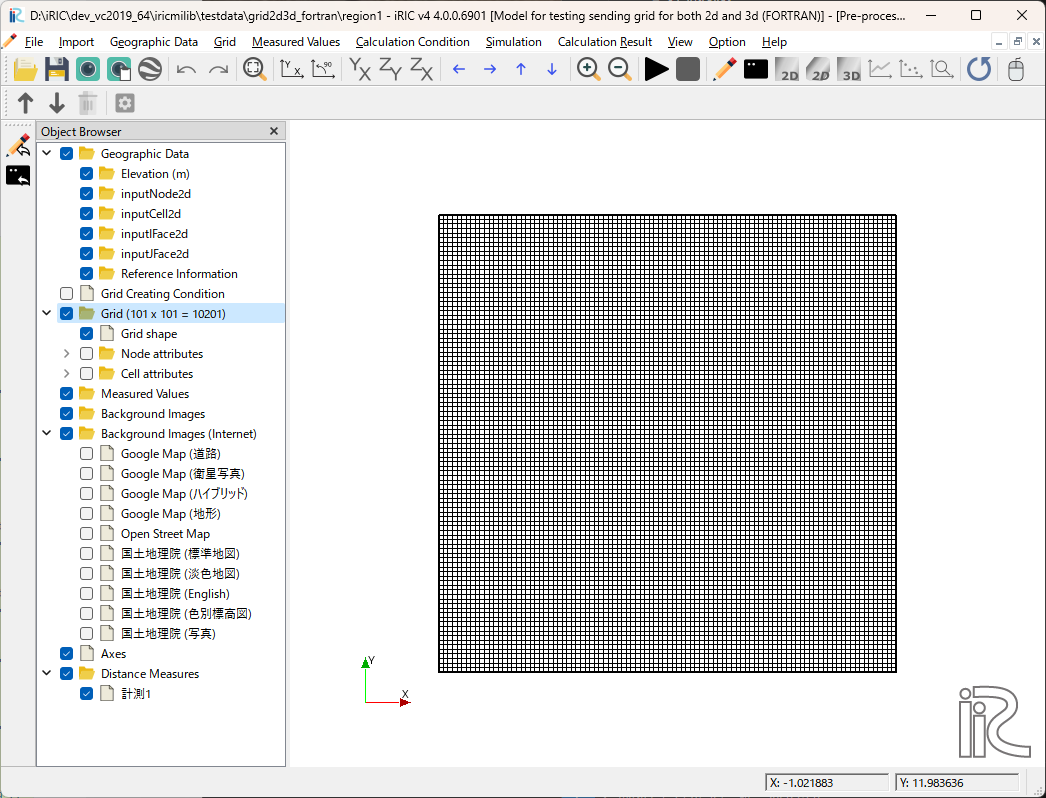 D:\iRIC\dev_vc2019_64\iricmilib\testdata\grid2d3d_fortran\region1 - iRIC v4 4.0.0.6901 [Model for testing sending grid for both 2d and 3d (FORTRAN)] - [Pre-proces...
File Import Geographic Data Grid Measured Values Calculation Condition Simulation Calculation Result View Option Help
Y X -90° Y X Z Y Z X 2D 2D 3D
Object Browser
Geographic Data
Elevation (m)
inputNode2d
inputCell2d
inputIFace2d
inputJFace2d
Reference Information
Grid Creating Condition
Grid (101 x 101 = 10201)
Grid shape
Node attributes
Cell attributes
Measured Values
Background Images
Background Images (Internet)
Google Map (道路)
Google Map (衛星写真)
Google Map (ハイブリッド)
Google Map (地形)
Open Street Map
国土地理院 (標準地図)
国土地理院 (淡色地図)
国土地理院 (English)
国土地理院 (色別標高図)
国土地理院 (写真)
Axes
Distance Measures
計測1
Y
X
iRIC
X: -1.021883 Y: 11.983636